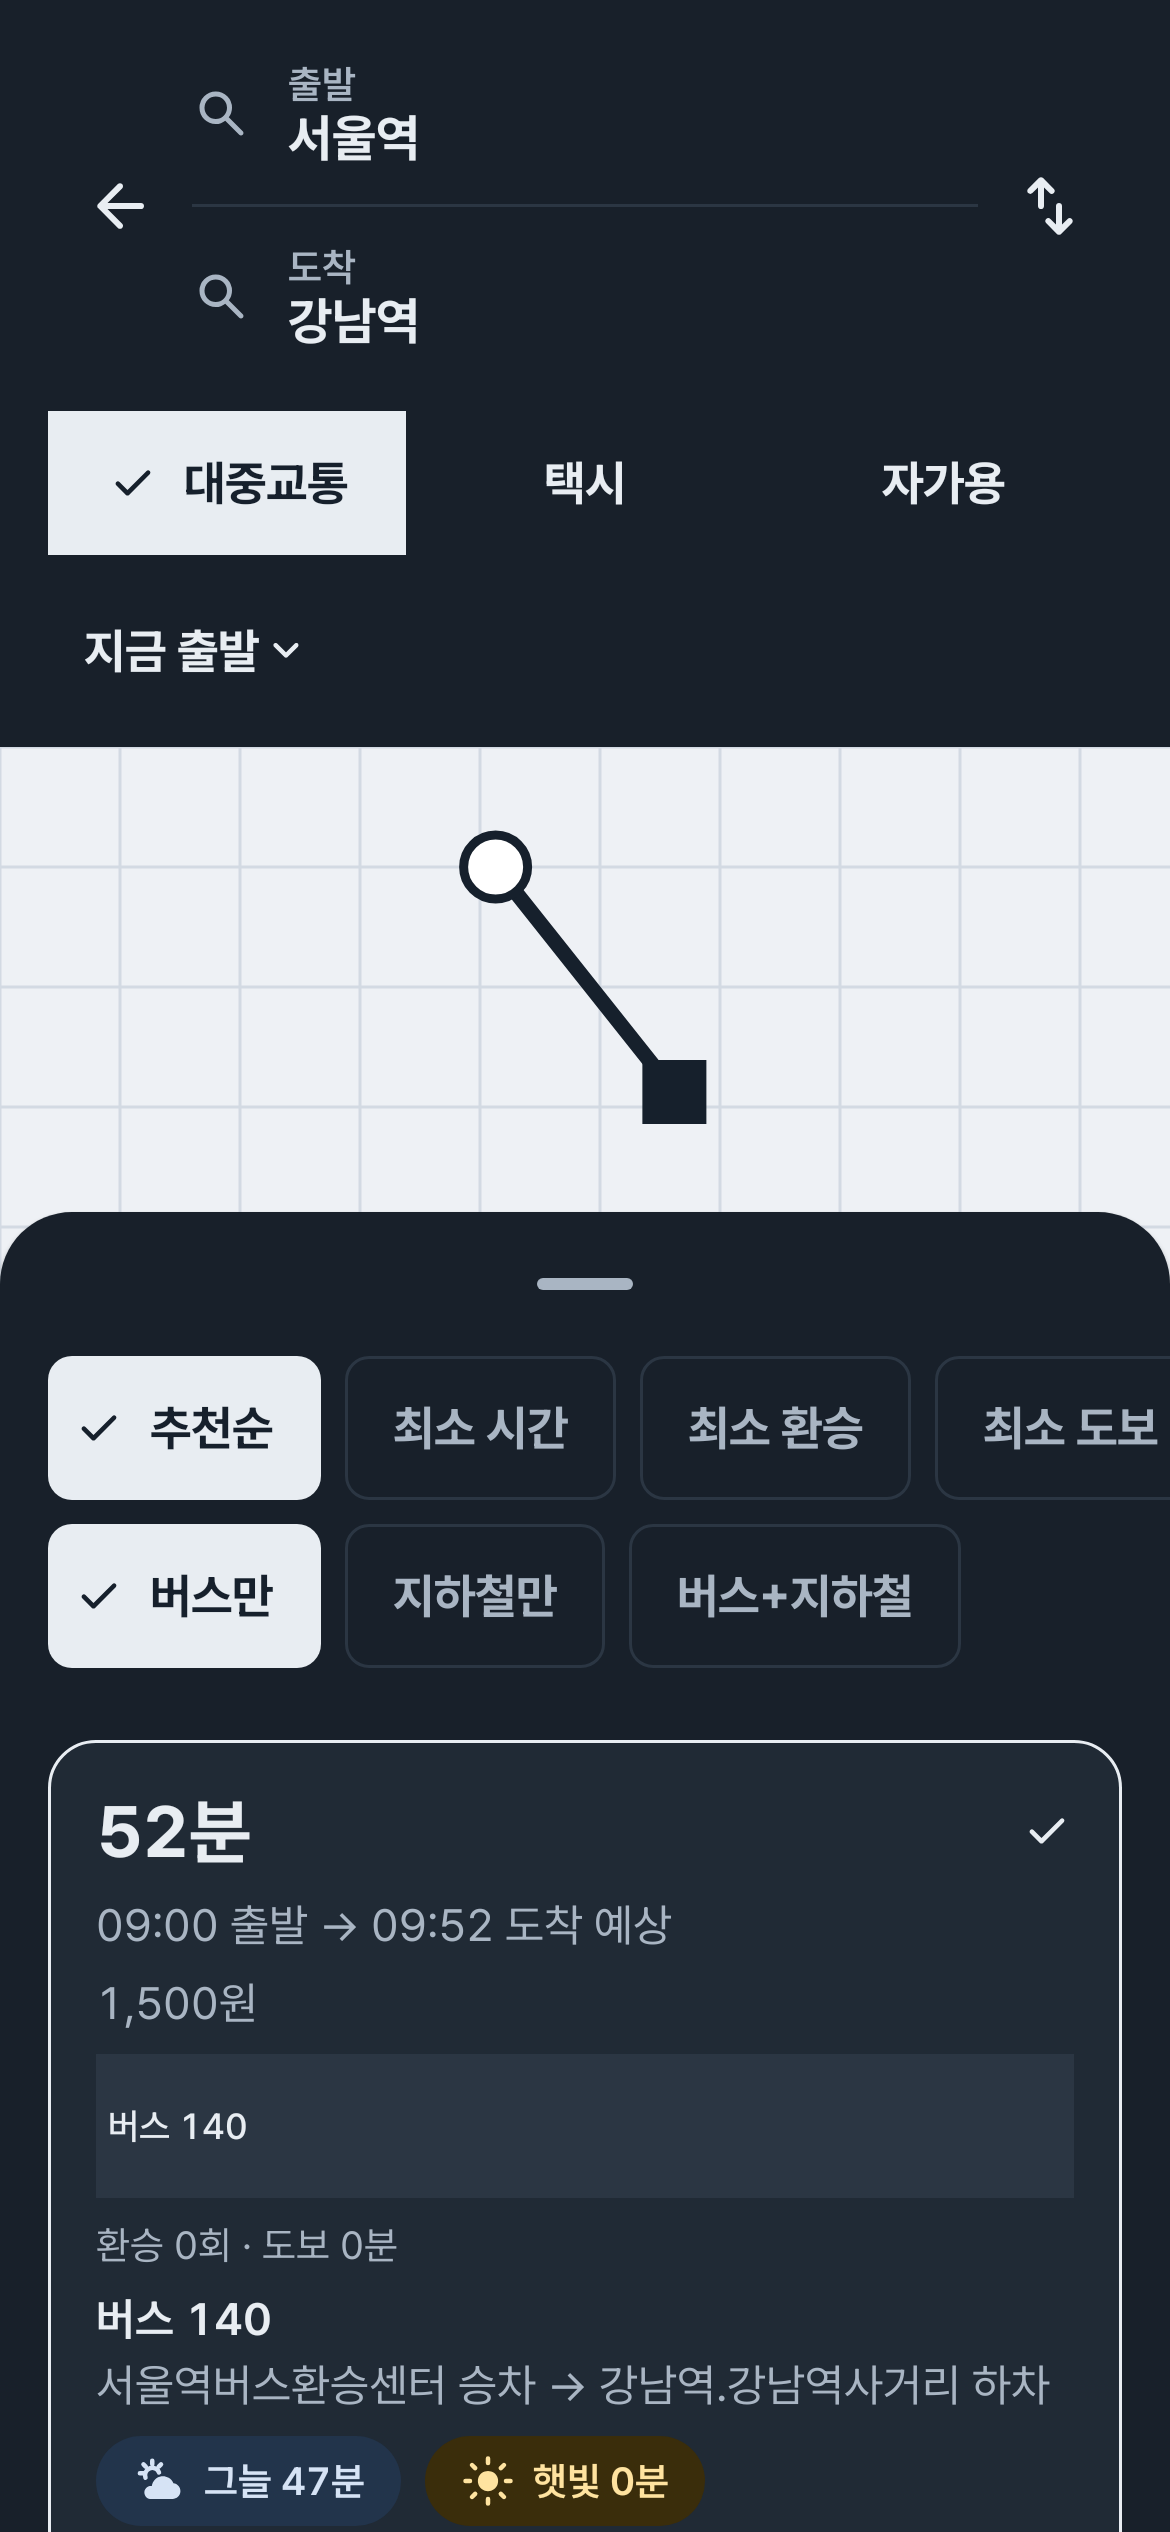 출발
서울역
도착
강남역
대중교통
택시
자가용
지금 출발
추천순
최소 시간
최소 환승
최소 도보
버스만
지하철만
버스+지하철
52분
09:00 출발 → 09:52 도착 예상
1,500원
버스 140
환승 0회 · 도보 0분
버스 140
서울역버스환승센터 승차 → 강남역.강남역사거리 하차
그늘 47분
햇빛 0분